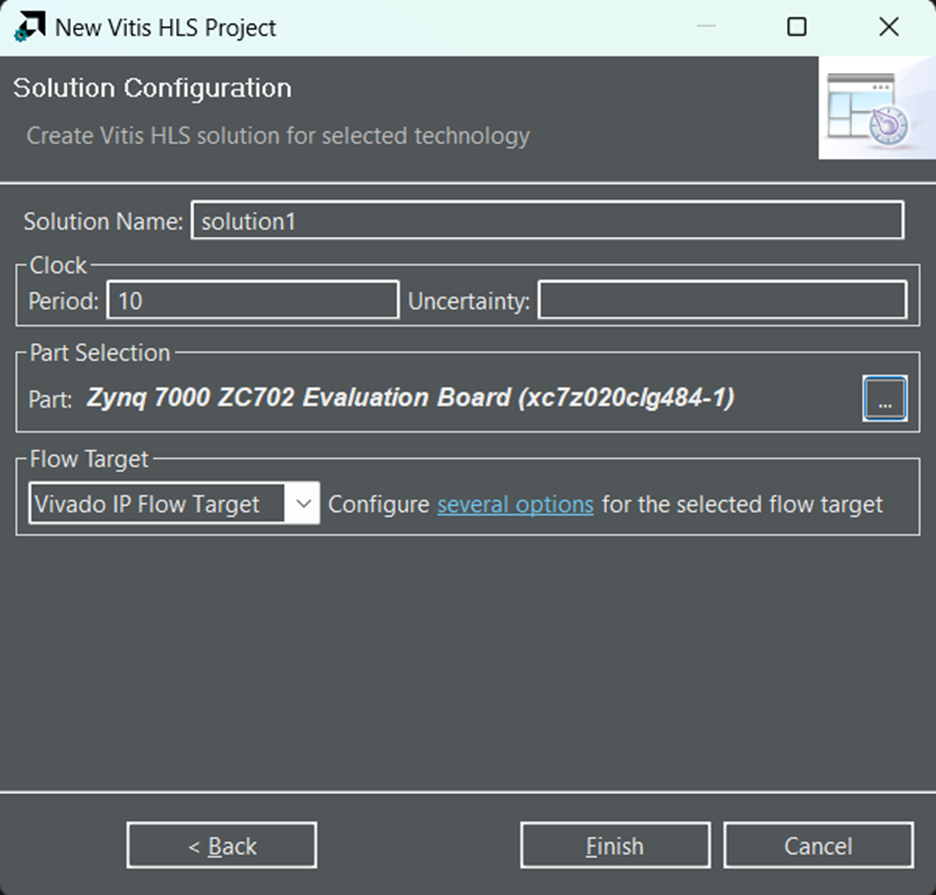 New Vitis HLS Project
Solution Configuration
Create Vitis HLS solution for selected technology
Solution Name: solution1
Clock
Period: 10 Uncertainty:
Part Selection
Part: Zynq 7000 ZC702 Evaluation Board (xc7z020clg484-1) ...
Flow Target
Vivado IP Flow Target Configure several options for the selected flow target
< Back Finish Cancel